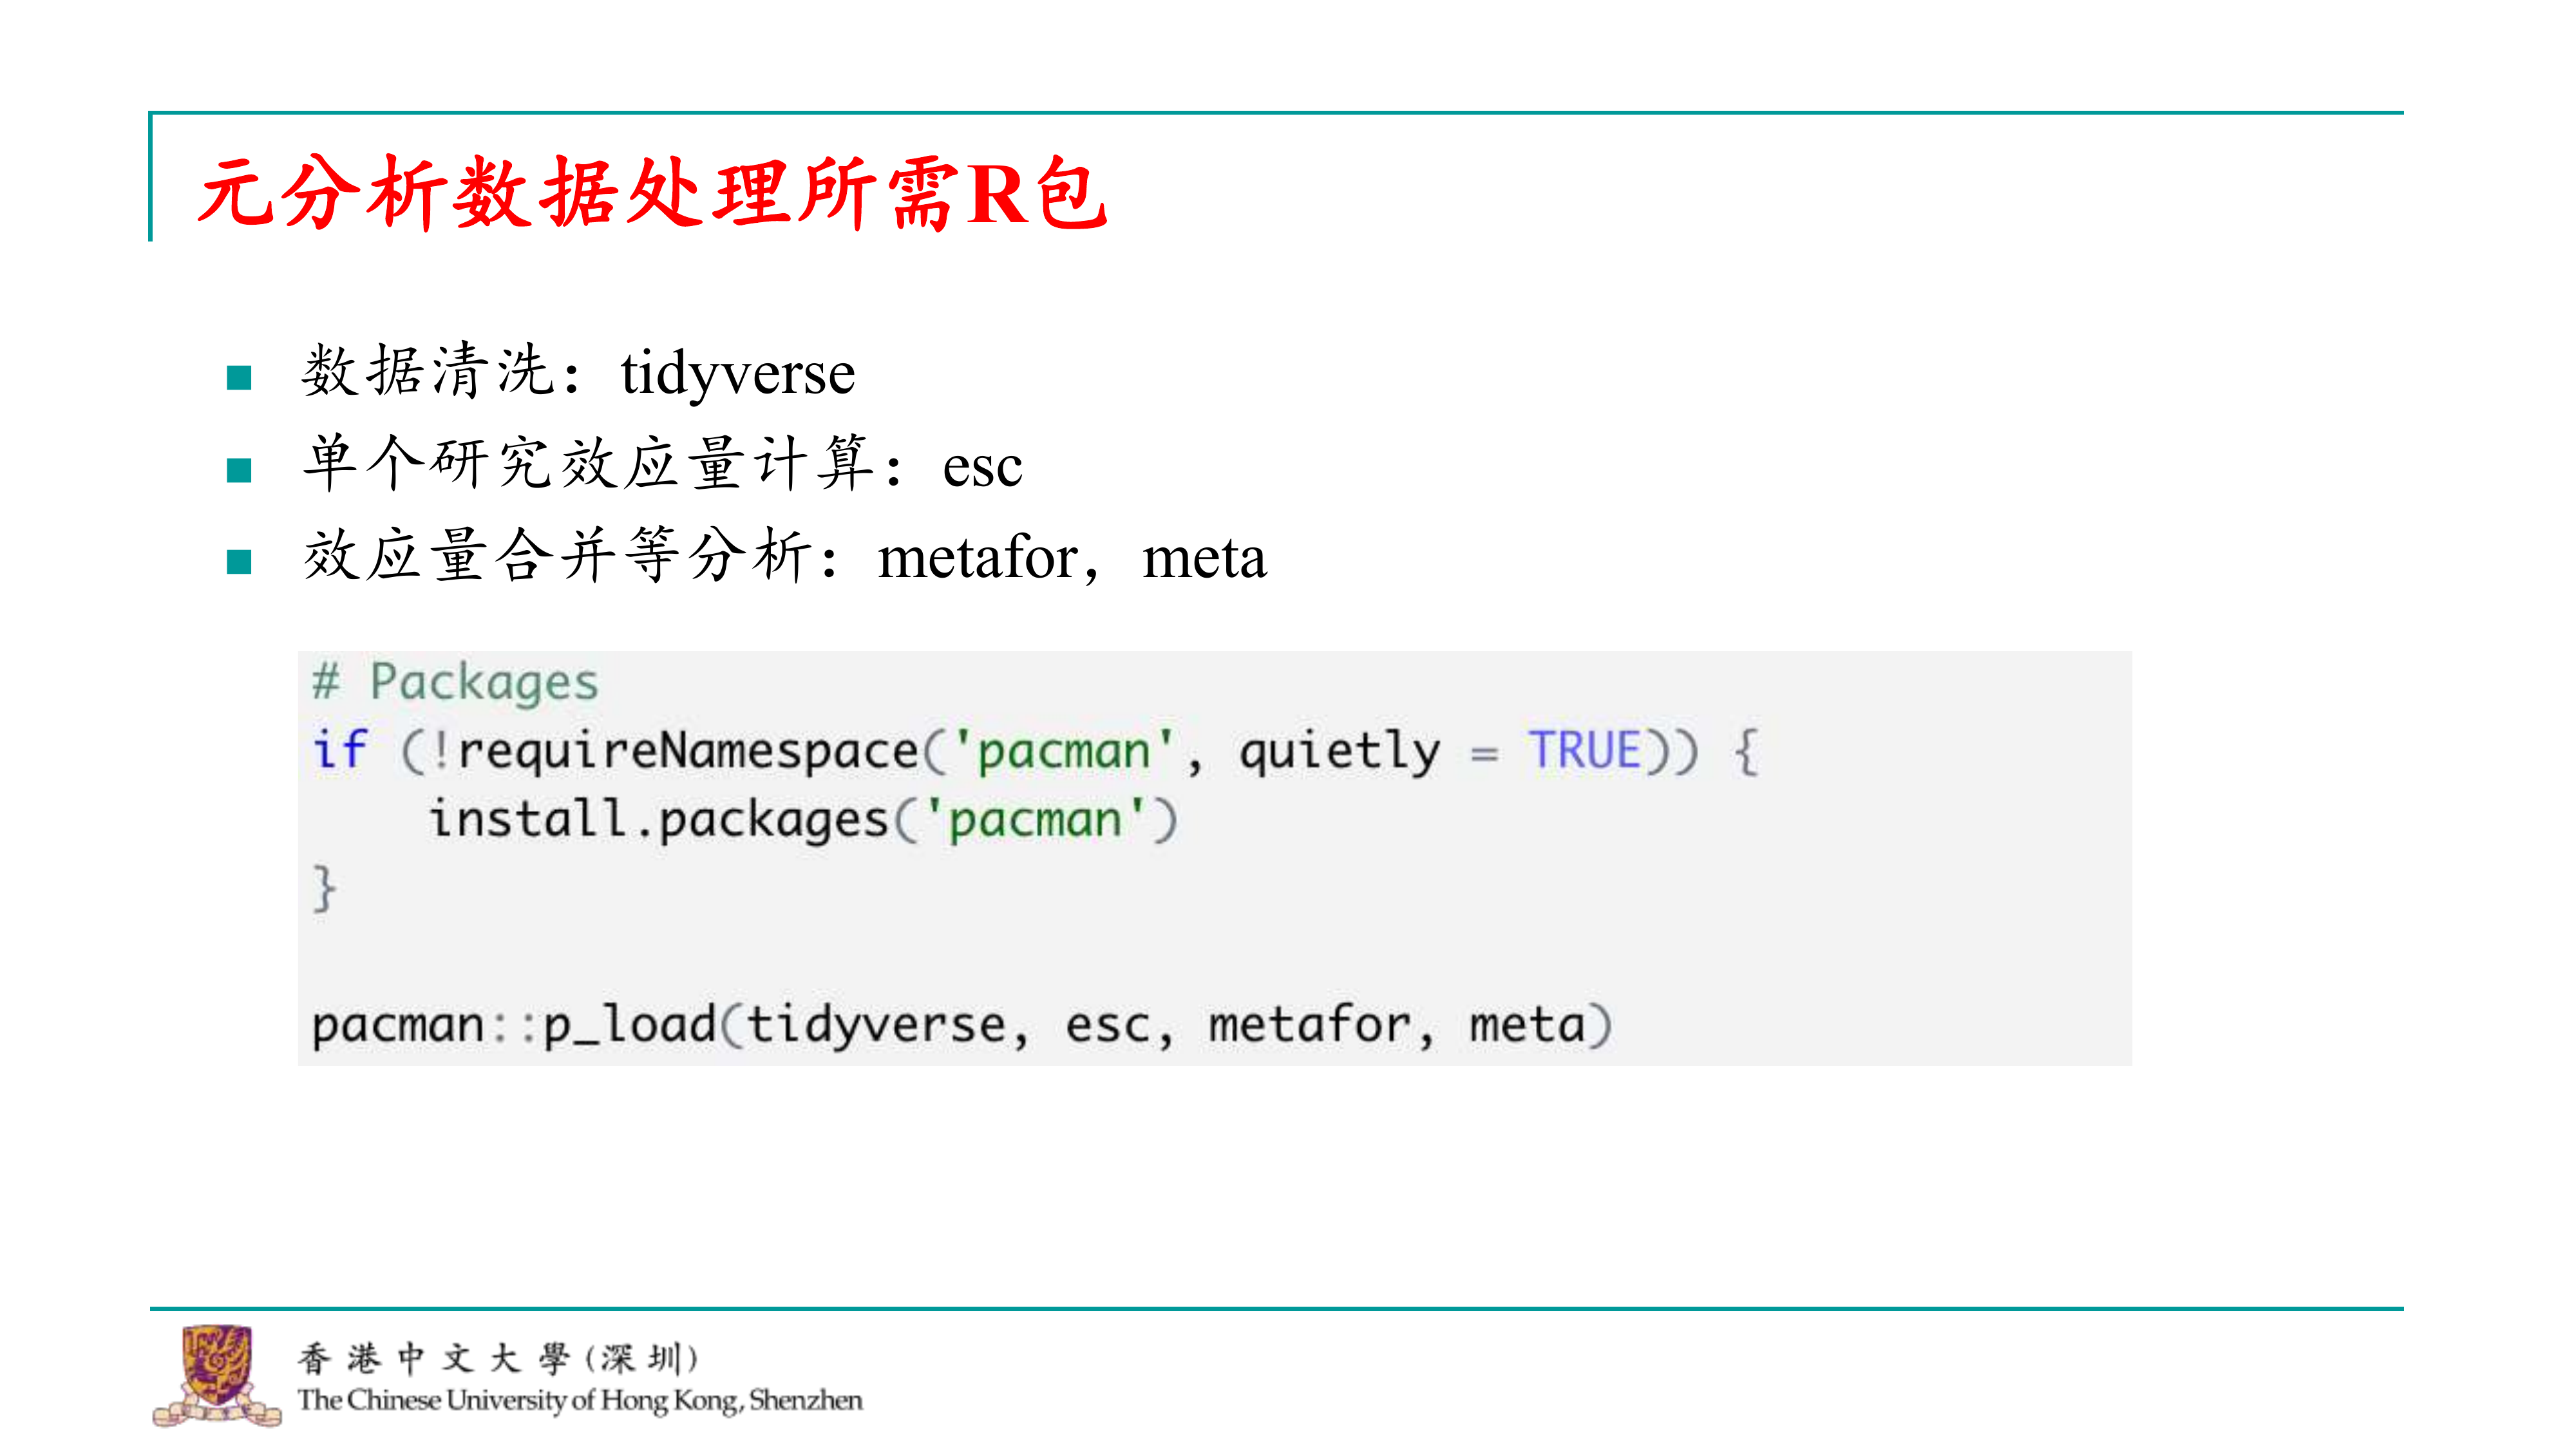 元分析数据处理所需R包
数据清洗：tidyverse
单个研究效应量计算：esc
效应量合并等分析：metafor，meta
# Packages
if (!requireNamespace('pacman', quietly = TRUE)) {
    install.packages('pacman')
}
pacman::p_load(tidyverse, esc, metafor, meta)
香港中文大學(深圳)
The Chinese University of Hong Kong, Shenzhen